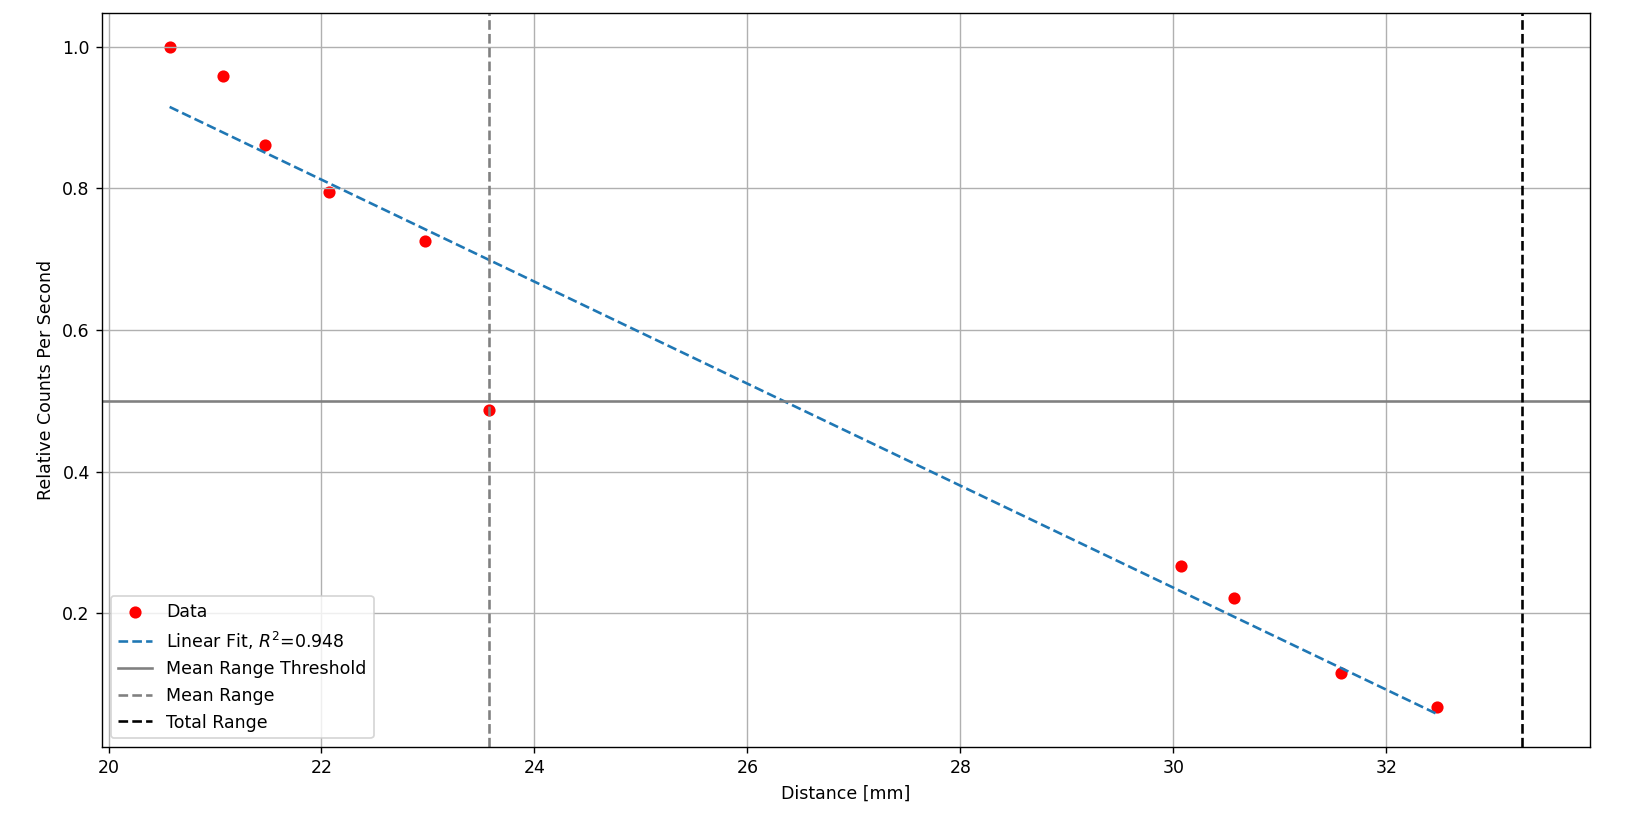 1.0
0.8
0.6
0.4
0.2
Relative Counts Per Second
Data
Linear Fit, R²=0.948
Mean Range Threshold
Mean Range
Total Range
20 22 24 26 28 30 32
Distance [mm]